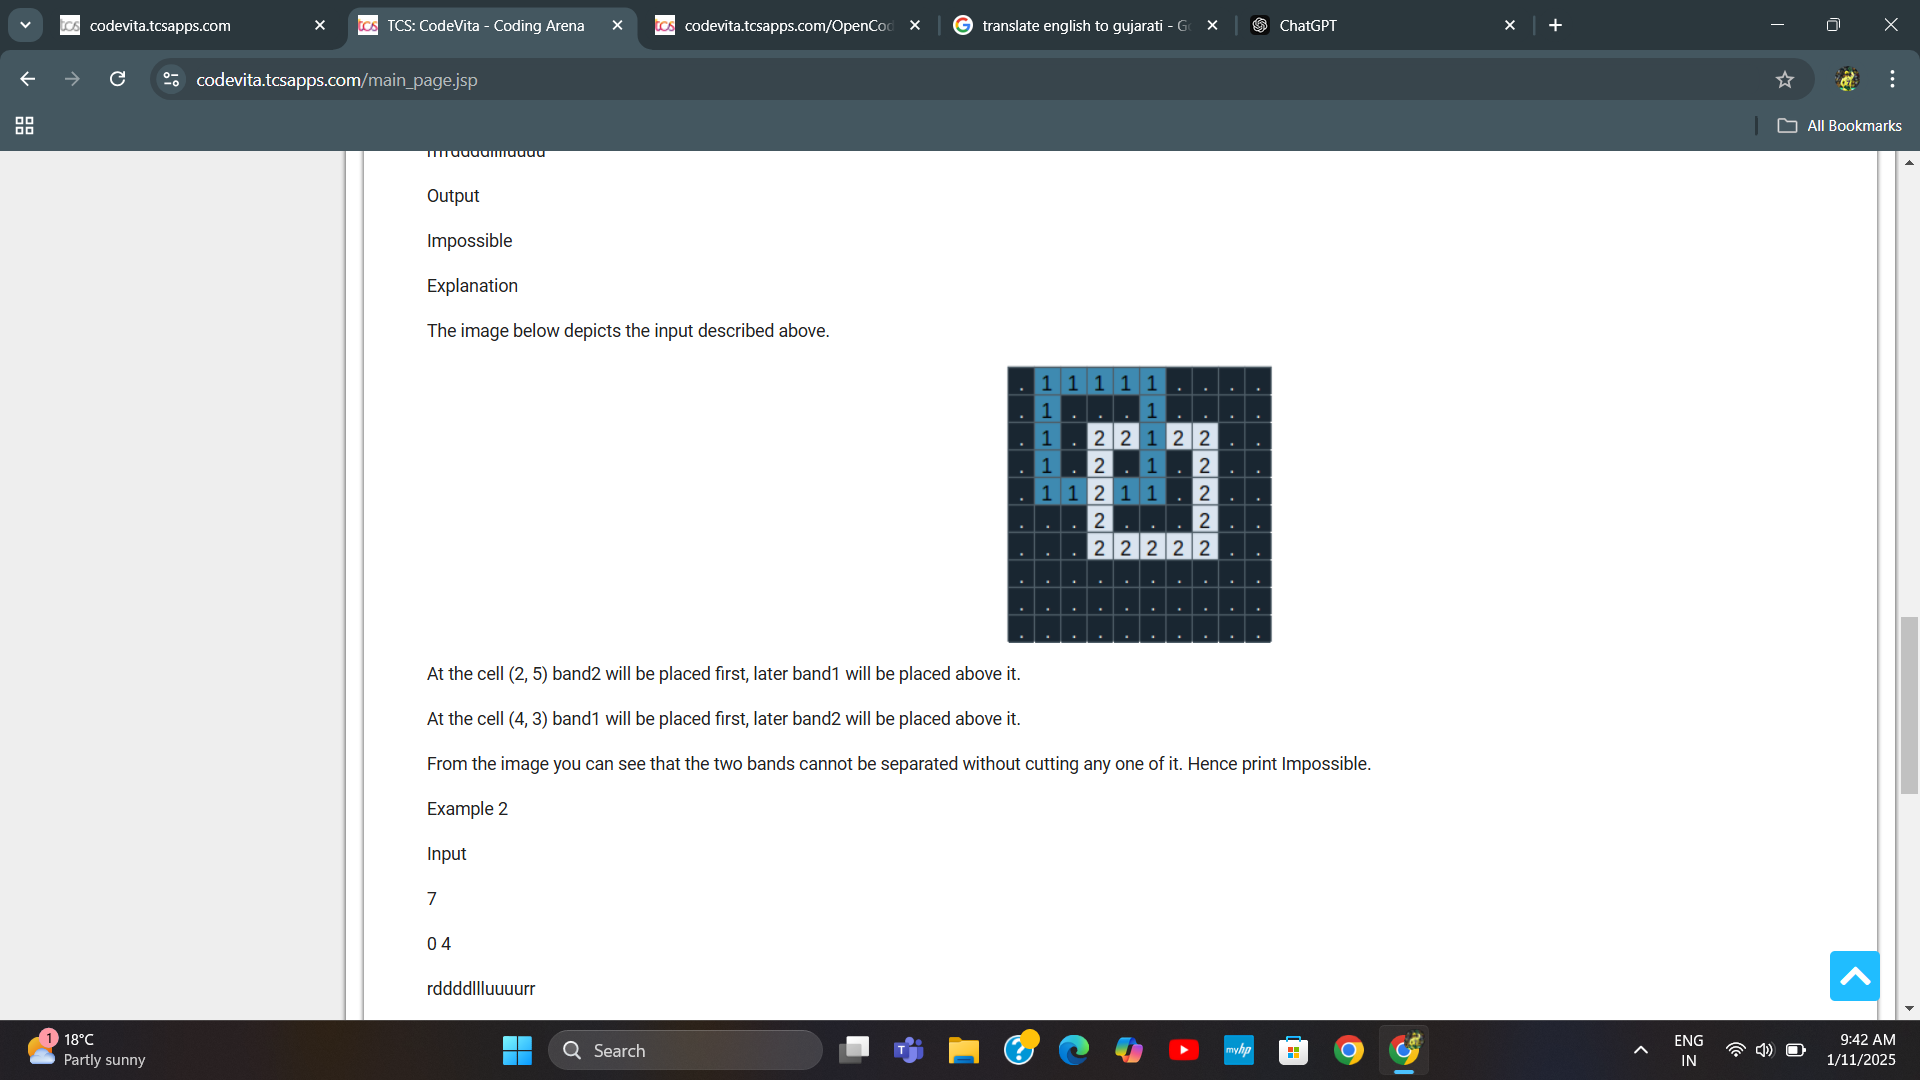 codevita.tcsapps.com
TCS: CodeVita - Coding Arena
codevita.tcsapps.com/OpenCod
translate english to gujarati - G
ChatGPT
codevita.tcsapps.com/main_page.jsp
All Bookmarks
Output
Impossible
Explanation
The image below depicts the input described above.
. 1 1 1 1 1 . . . .
. 1 . . . 1 . . . .
. 1 . 2 2 1 2 2 . .
. 1 . 2 . 1 . 2 . .
. 1 1 2 1 1 . 2 . .
. . . 2 . . . 2 . .
. . . 2 2 2 2 2 . .
. . . . . . . . . .
. . . . . . . . . .
. . . . . . . . . .
At the cell (2, 5) band2 will be placed first, later band1 will be placed above it.
At the cell (4, 3) band1 will be placed first, later band2 will be placed above it.
From the image you can see that the two bands cannot be separated without cutting any one of it. Hence print Impossible.
Example 2
Input
7
0 4
rddddllluuuurr
1
18°C
Partly sunny
Search
myhp
ENG
IN
9:42 AM
1/11/2025